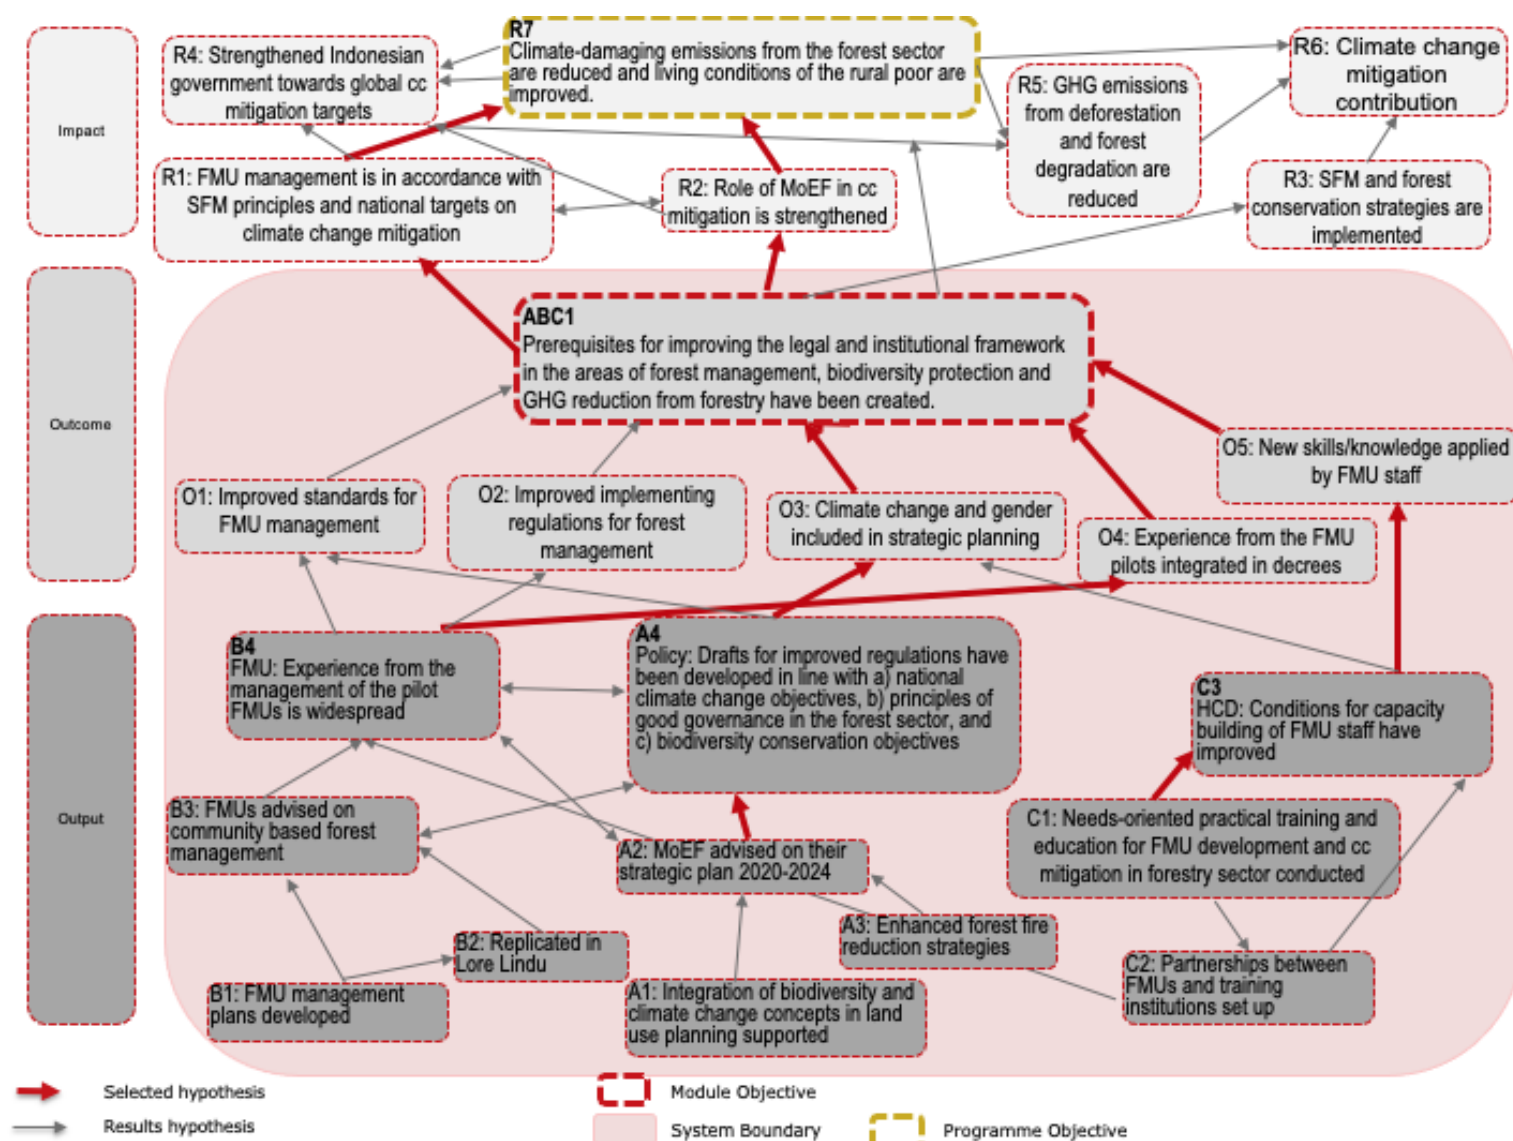 R7
Climate-damaging emissions from the forest sector
are reduced and living conditions of the rural poor are
improved.
R4: Strengthened Indonesian
government towards global cc
mitigation targets
R6: Climate change
mitigation
contribution
R5: GHG emissions
from deforestation
and forest
degradation are
reduced
Impact
R1: FMU management is in accordance with
SFM principles and national targets on
climate change mitigation
R2: Role of MoEF in cc
mitigation is strengthened
R3: SFM and forest
conservation strategies are
implemented
ABC1
Prerequisites for improving the legal and institutional framework
in the areas of forest management, biodiversity protection and
GHG reduction from forestry have been created.
Outcome
O1: Improved standards for
FMU management
O2: Improved implementing
regulations for forest
management
O3: Climate change and gender
included in strategic planning
O4: Experience from the FMU
pilots integrated in decrees
O5: New skills/knowledge applied
by FMU staff
B4
FMU: Experience from the
management of the pilot
FMUs is widespread
A4
Policy: Drafts for improved regulations have
been developed in line with a) national
climate change objectives, b) principles of
good governance in the forest sector, and
c) biodiversity conservation objectives
C3
HCD: Conditions for capacity
building of FMU staff have
improved
Output
B3: FMUs advised on
community based forest
management
A2: MoEF advised on their
strategic plan 2020-2024
C1: Needs-oriented practical training and
education for FMU development and cc
mitigation in forestry sector conducted
B2: Replicated in
Lore Lindu
A3: Enhanced forest fire
reduction strategies
B1: FMU management
plans developed
A1: Integration of biodiversity and
climate change concepts in land
use planning supported
C2: Partnerships between
FMUs and training
institutions set up
Selected hypothesis
Module Objective
Results hypothesis
System Boundary
Programme Objective